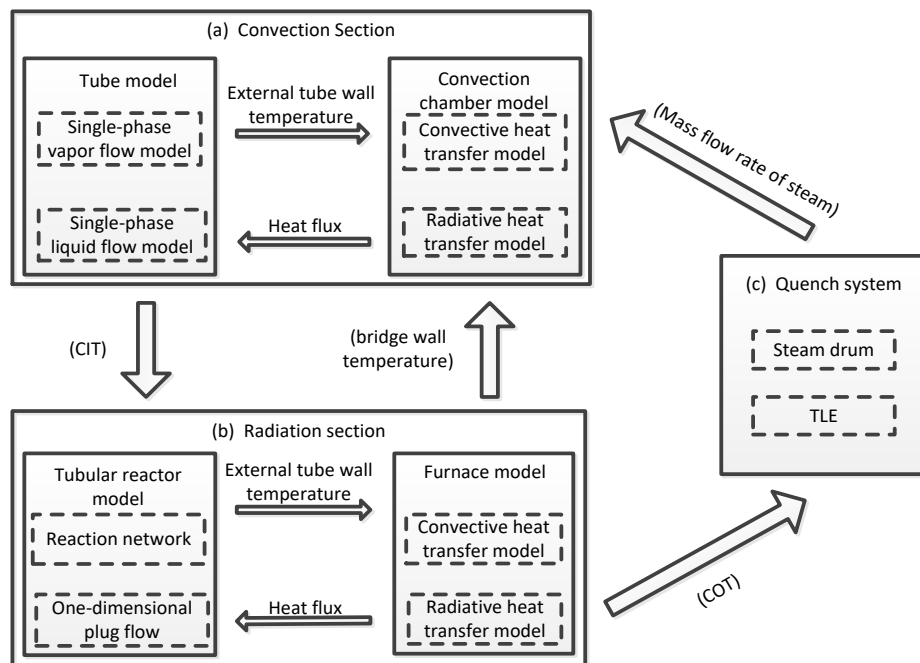 (a) Convection Section
Tube model
Single-phase
vapor flow model
Single-phase
liquid flow model
External tube wall
temperature
Heat flux
Convection
chamber model
Convective heat
transfer model
Radiative heat
transfer model
(Mass flow rate of steam)
(CIT)
(bridge wall
temperature)
(c) Quench system
Steam drum
TLE
(b) Radiation section
Tubular reactor
model
Reaction network
One-dimensional
plug flow
External tube wall
temperature
Heat flux
Furnace model
Convective heat
transfer model
Radiative heat
transfer model
(COT)